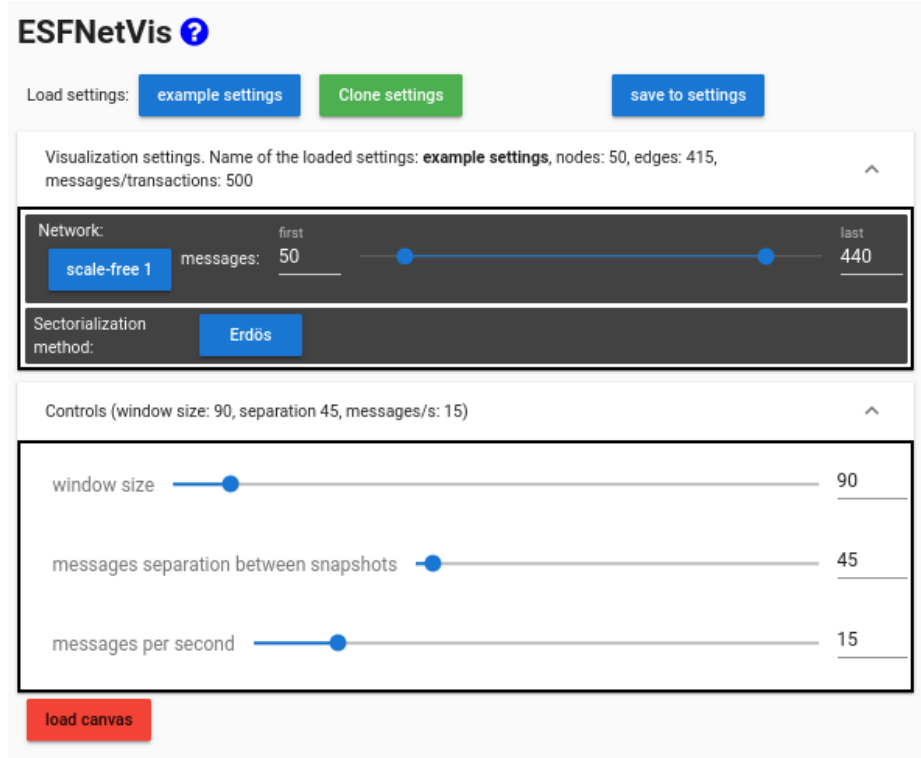 ESFNetVis ?
Load settings: example settings Clone settings save to settings
Visualization settings. Name of the loaded settings: example settings, nodes: 50, edges: 415,
messages/transactions: 500
Network: first last
scale-free 1 messages: 50 440
Sectorialization
method: Erdös
Controls (window size: 90, separation 45, messages/s: 15)
window size 90
messages separation between snapshots 45
messages per second 15
load canvas